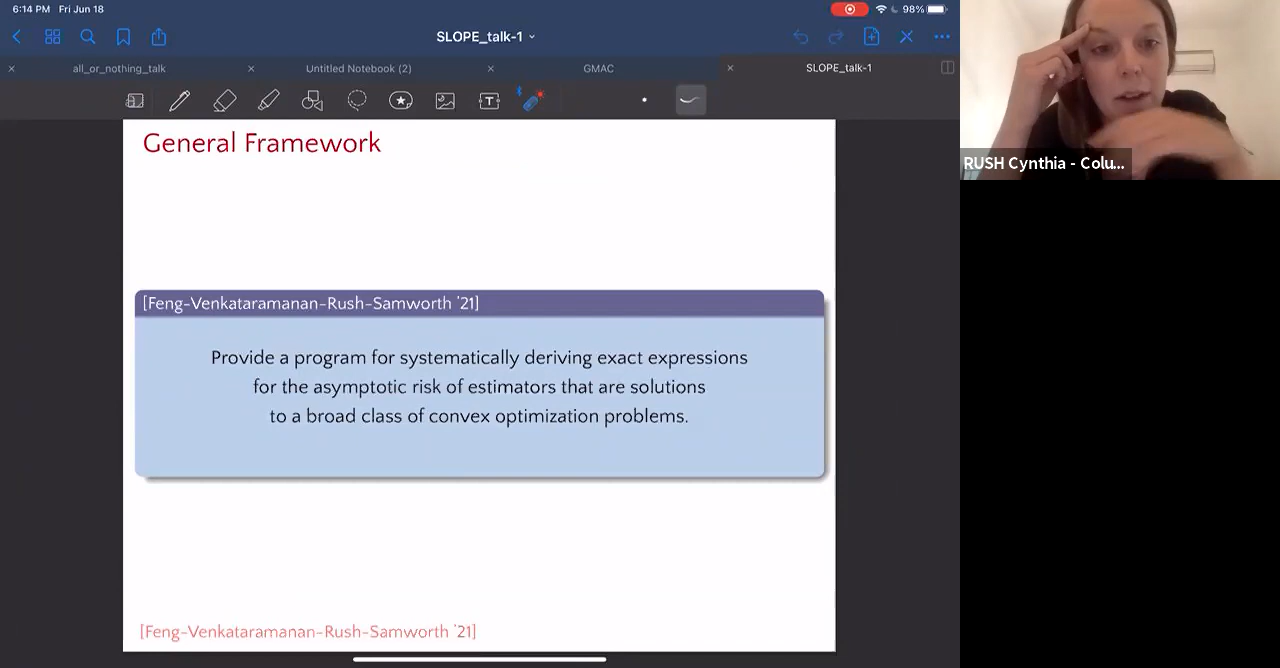 6:14 PM Fri Jun 18
98%
SLOPE_talk-1
all_or_nothing_talk
Untitled Notebook (2)
GMAC
SLOPE_talk-1
T
General Framework
[Feng-Venkataramanan-Rush-Samworth '21]
Provide a program for systematically deriving exact expressions
for the asymptotic risk of estimators that are solutions
to a broad class of convex optimization problems.
[Feng-Venkataramanan-Rush-Samworth '21]
RUSH Cynthia - Colu...